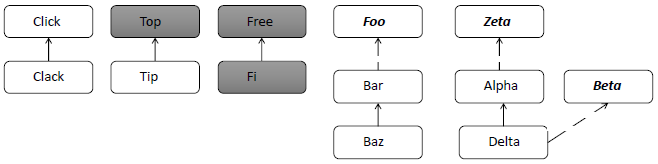 Click
Top
Free
Foo
Zeta
Clack
Tip
Fi
Bar
Alpha
Beta
Baz
Delta